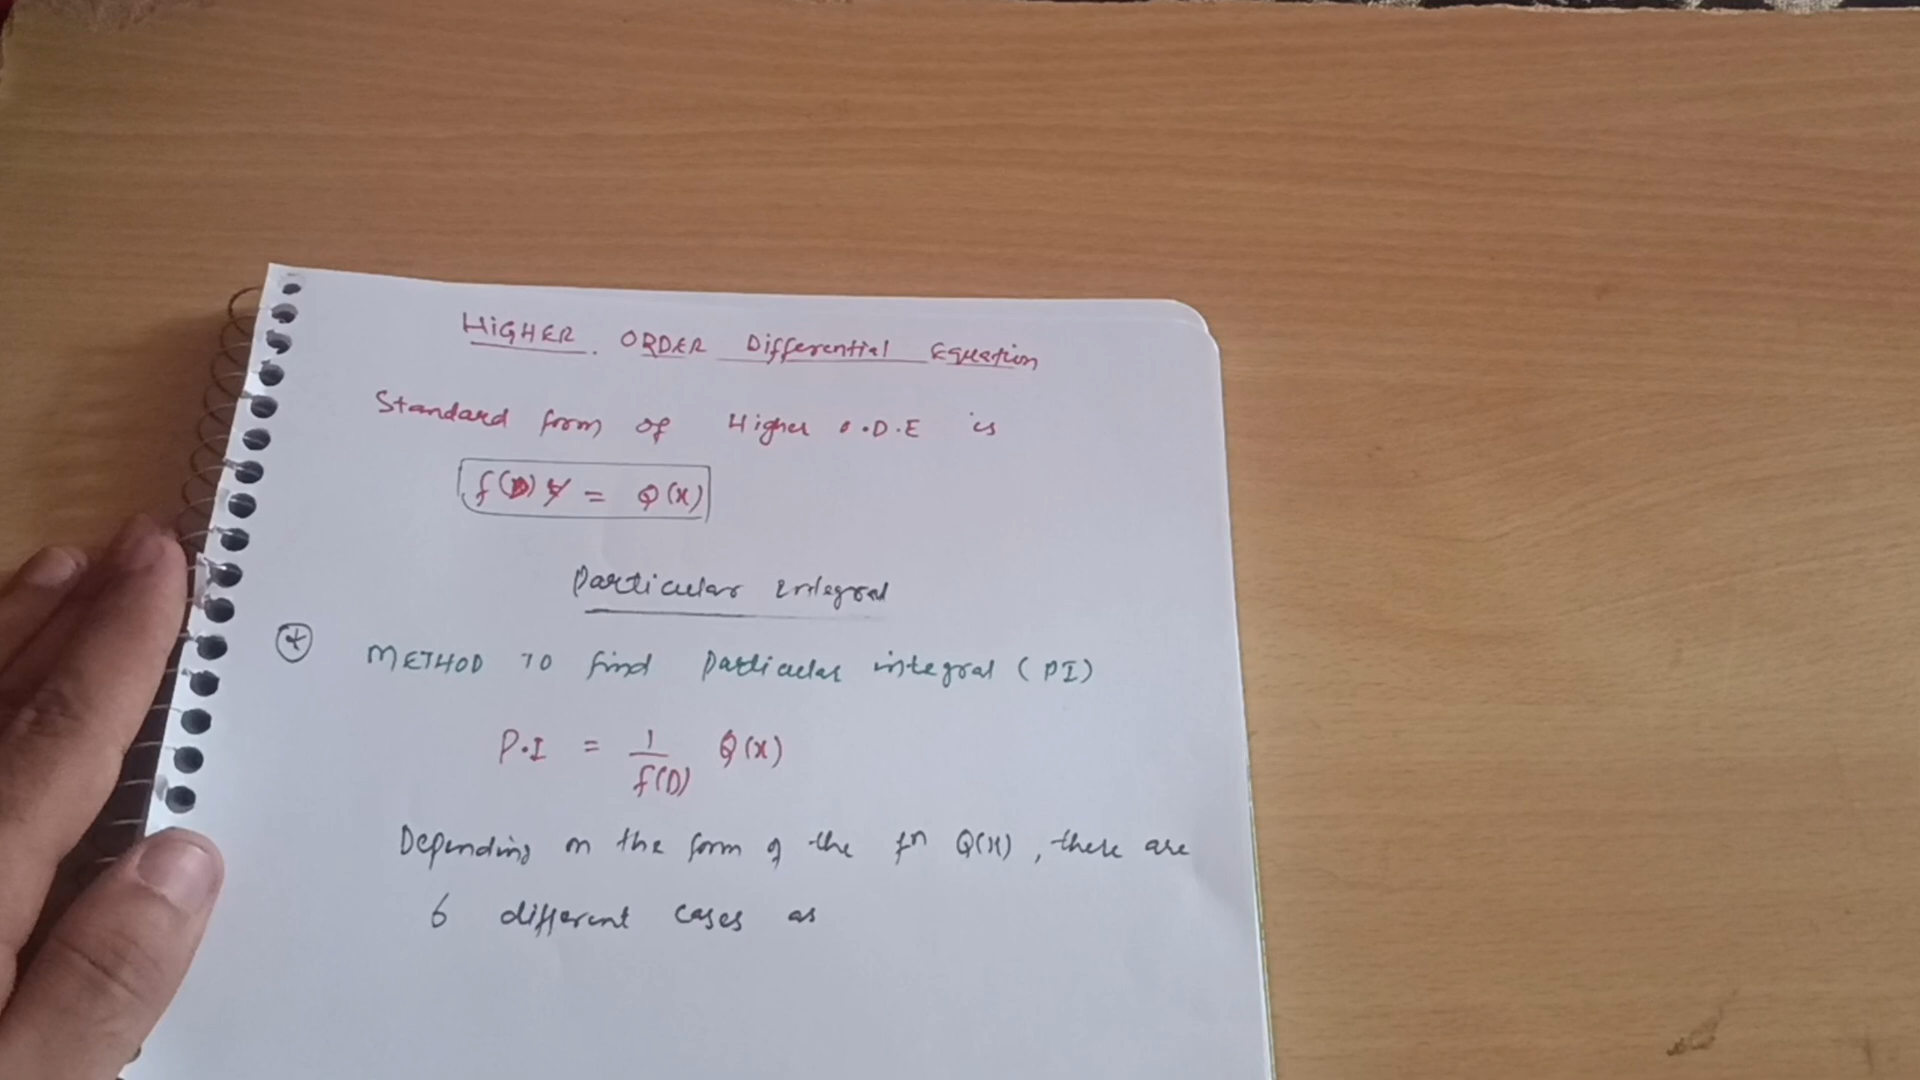 HiGHER ORDER Differential Equation
Standard form of Higher O.D.E is
f(D) y = Q(x)
Particular Integral
* METHOD TO find Particular integral (PI)
P.I = 1/f(D) Q(x)
Depending on the form of the fn Q(x), there are
6 different cases as